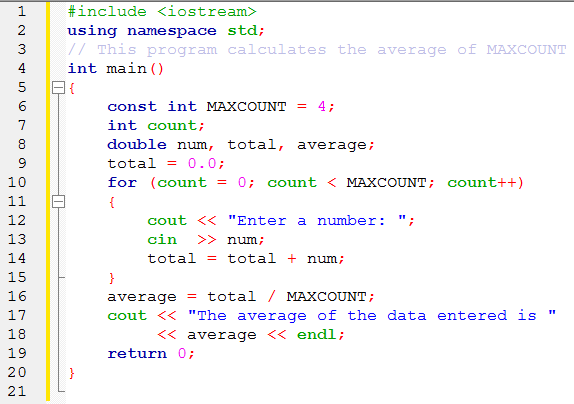 1 #include <iostream>
2 using namespace std;
3 // This program calculates the average of MAXCOUNT
4 int main()
5 {
6 const int MAXCOUNT = 4;
7 int count;
8 double num, total, average;
9 total = 0.0;
10 for (count = 0; count < MAXCOUNT; count++)
11 {
12 cout << "Enter a number: ";
13 cin  >> num;
14 total = total + num;
15 }
16 average = total / MAXCOUNT;
17 cout << "The average of the data entered is "
18 << average << endl;
19 return 0;
20 }
21